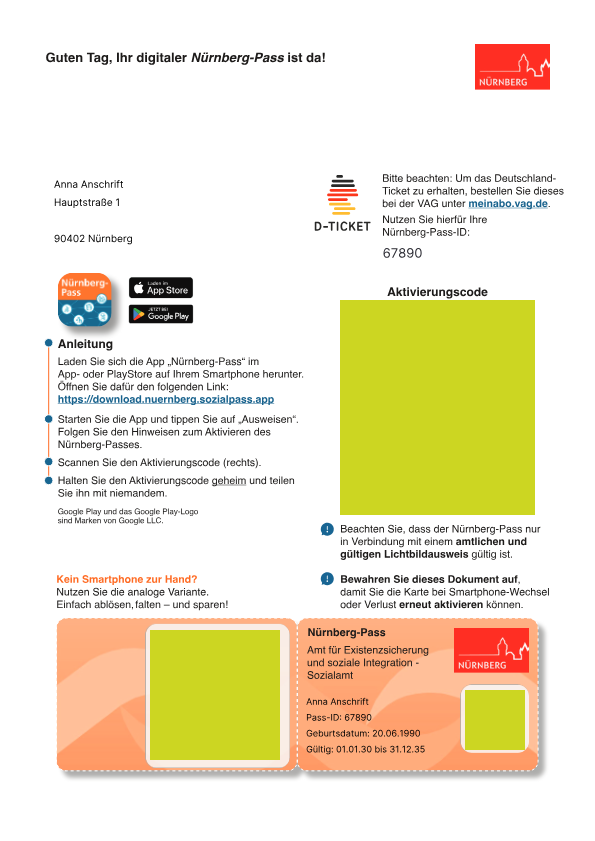 Guten Tag, Ihr digitaler Nürnberg-Pass ist da!
NÜRNBERG
Anna Anschrift
Hauptstraße 1
90402 Nürnberg
D-TICKET
Bitte beachten: Um das Deutschland-
Ticket zu erhalten, bestellen Sie dieses
bei der VAG unter meinabo.vag.de.
Nutzen Sie hierfür Ihre
Nürnberg-Pass-ID:
67890
Nürnberg-
Pass
Laden im
App Store
JETZT BEI
Google Play
Anleitung
Laden Sie sich die App „Nürnberg-Pass“ im
App- oder PlayStore auf Ihrem Smartphone herunter.
Öffnen Sie dafür den folgenden Link:
https://download.nuernberg.sozialpass.app
Starten Sie die App und tippen Sie auf „Ausweisen“.
Folgen Sie den Hinweisen zum Aktivieren des
Nürnberg-Passes.
Scannen Sie den Aktivierungscode (rechts).
Halten Sie den Aktivierungscode geheim und teilen
Sie ihn mit niemandem.
Google Play und das Google Play-Logo
sind Marken von Google LLC.
Aktivierungscode
Beachten Sie, dass der Nürnberg-Pass nur
in Verbindung mit einem amtlichen und
gültigen Lichtbildausweis gültig ist.
Bewahren Sie dieses Dokument auf,
damit Sie die Karte bei Smartphone-Wechsel
oder Verlust erneut aktivieren können.
Kein Smartphone zur Hand?
Nutzen Sie die analoge Variante.
Einfach ablösen, falten – und sparen!
Nürnberg-Pass
Amt für Existenzsicherung
und soziale Integration -
Sozialamt
NÜRNBERG
Anna Anschrift
Pass-ID: 67890
Geburtsdatum: 20.06.1990
Gültig: 01.01.30 bis 31.12.35